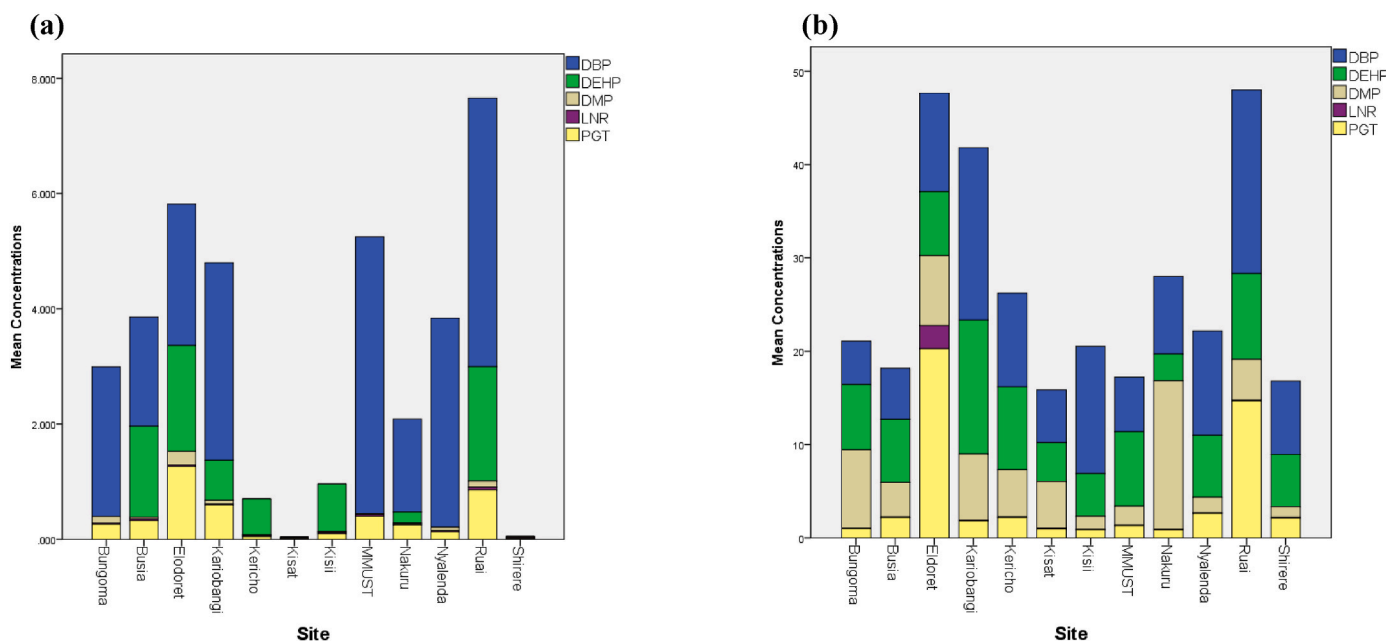 (a)
DBP
DEHP
DMP
LNR
PGT
8.000
6.000
4.000
2.000
.000
Mean Concentrations
Bungoma
Busia
Elodoret
Kariobangi
Kericho
Kisat
Kisii
MMUST
Nakuru
Nyalenda
Ruai
Shirere
Site
(b)
DBP
DEHP
DMP
LNR
PGT
50
40
30
20
10
0
Mean Concentrations
Bungoma
Busia
Eldoret
Kariobangi
Kericho
Kisat
Kisii
MMUST
Nakuru
Nyalenda
Ruai
Shirere
Site